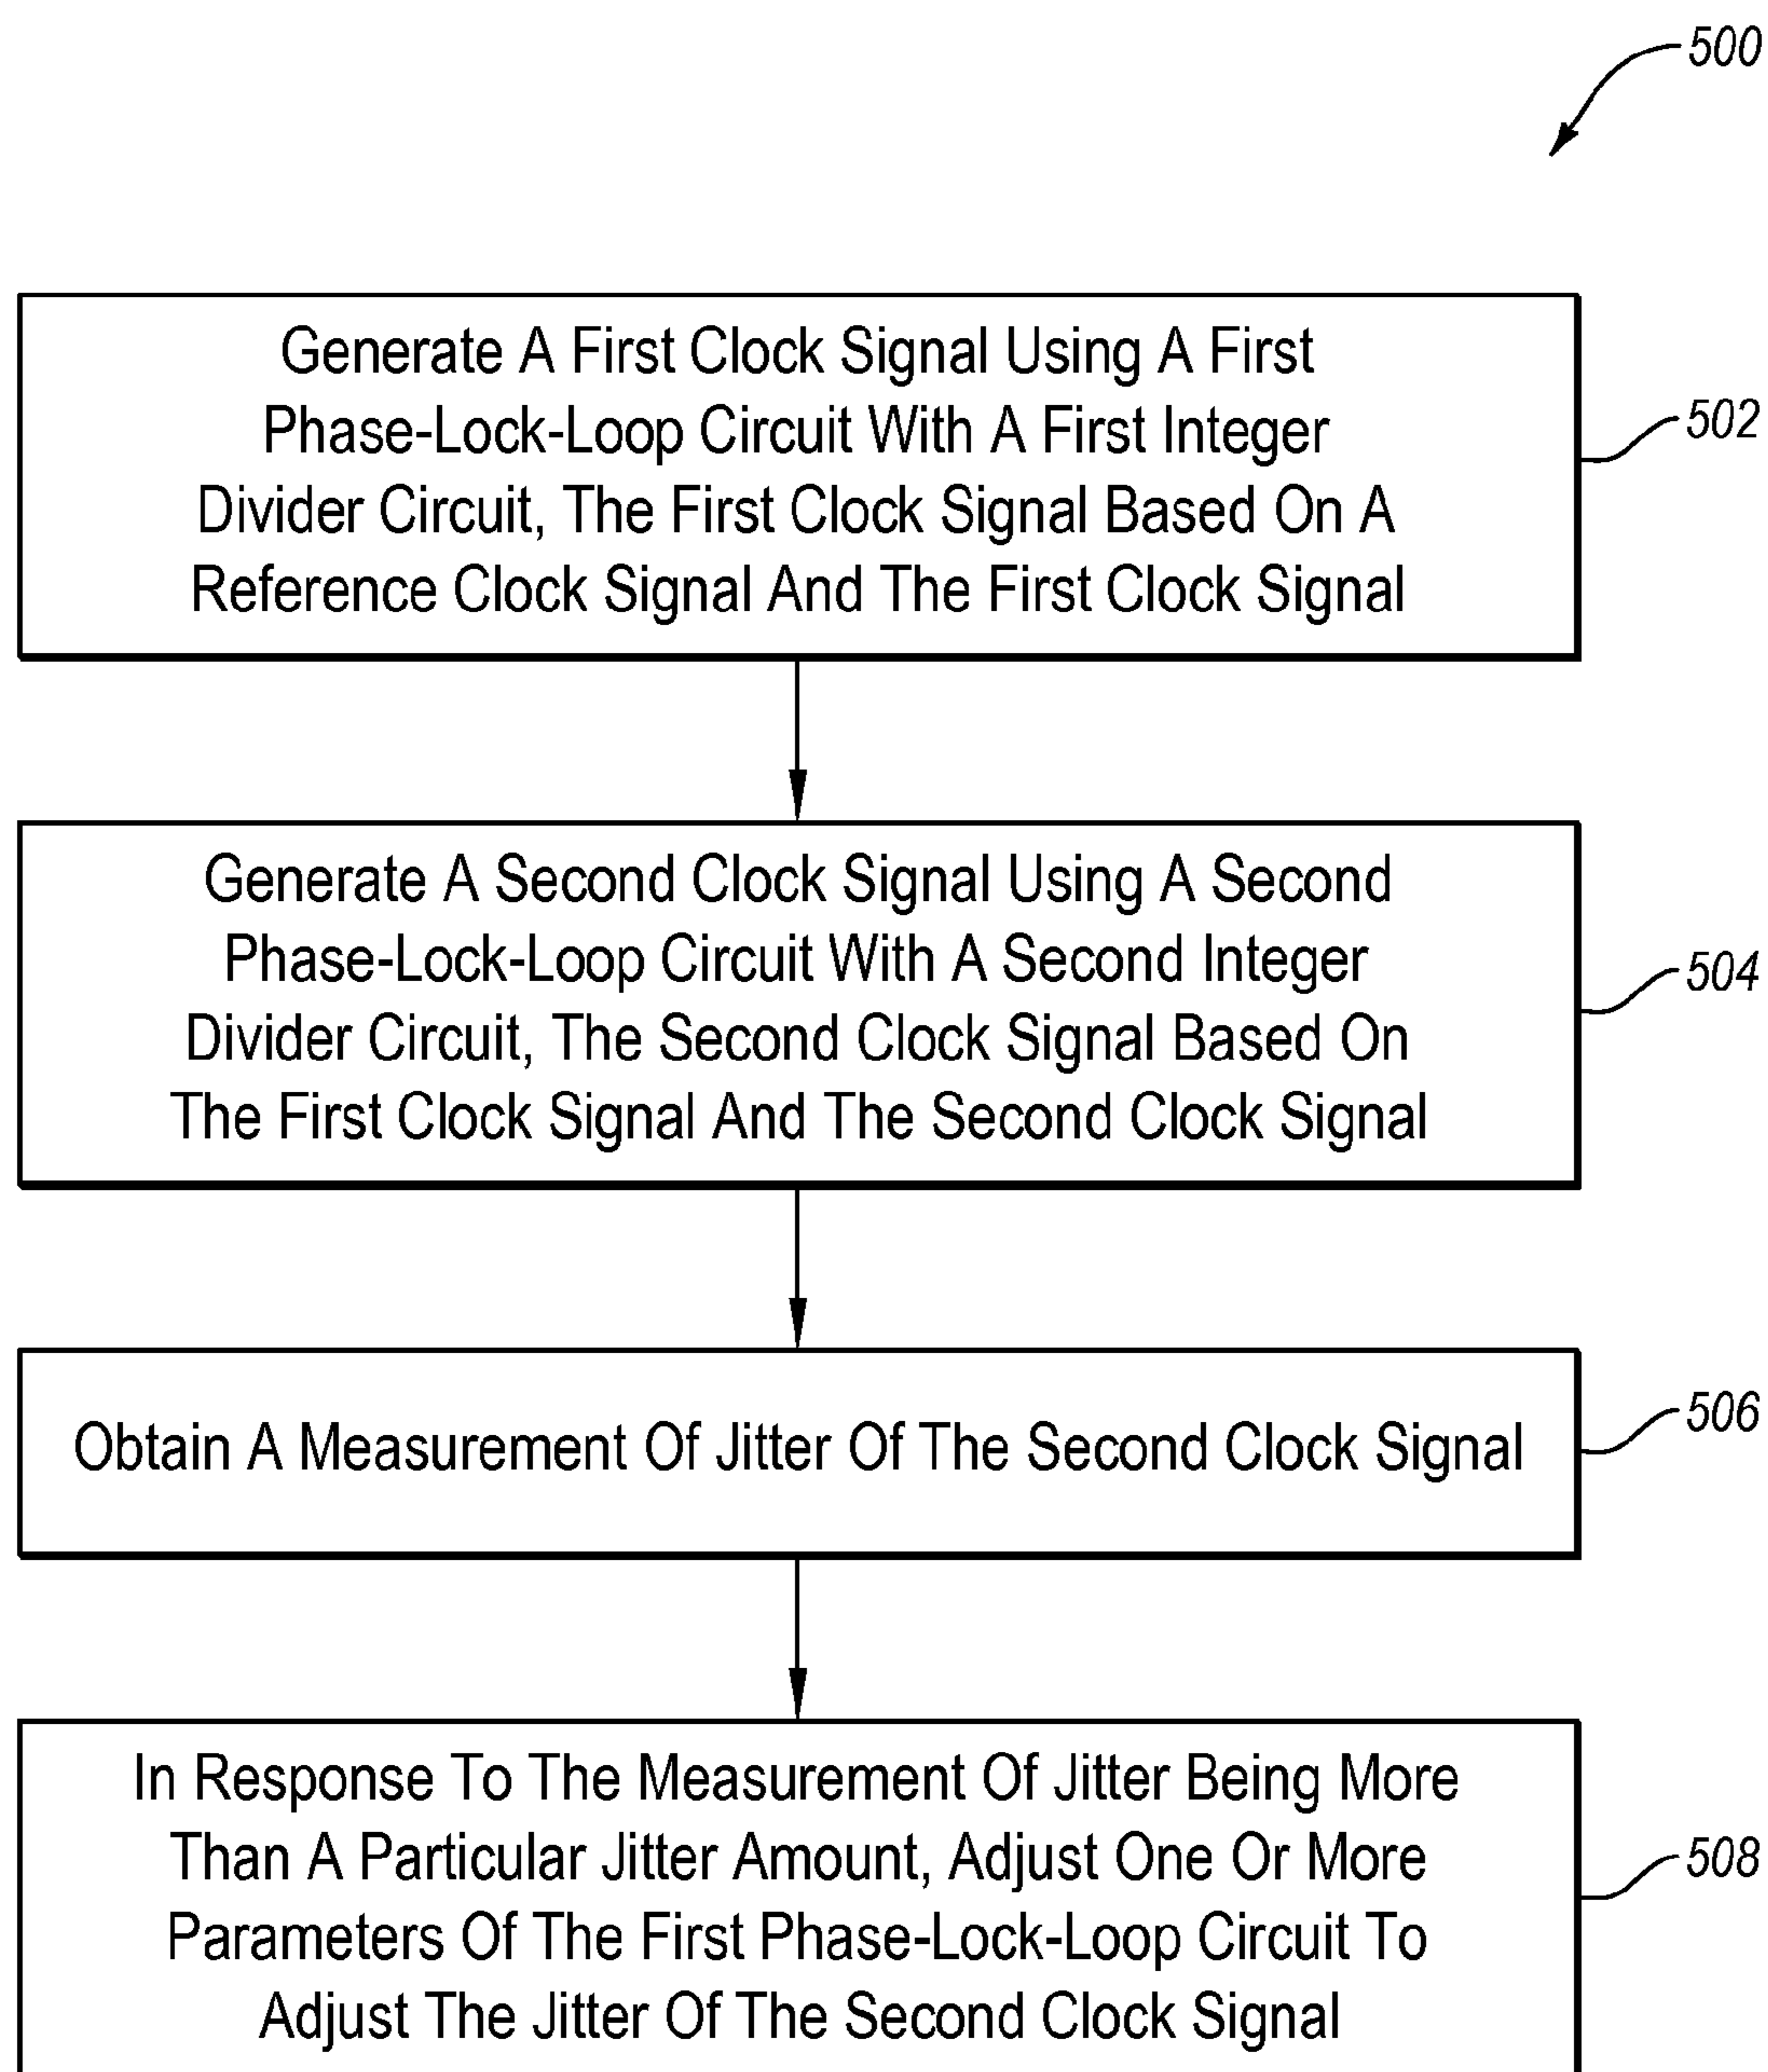 500
Generate A First Clock Signal Using A First
Phase-Lock-Loop Circuit With A First Integer
Divider Circuit, The First Clock Signal Based On A
Reference Clock Signal And The First Clock Signal
502
Generate A Second Clock Signal Using A Second
Phase-Lock-Loop Circuit With A Second Integer
Divider Circuit, The Second Clock Signal Based On
The First Clock Signal And The Second Clock Signal
504
Obtain A Measurement Of Jitter Of The Second Clock Signal
506
In Response To The Measurement Of Jitter Being More
Than A Particular Jitter Amount, Adjust One Or More
Parameters Of The First Phase-Lock-Loop Circuit To
Adjust The Jitter Of The Second Clock Signal
508